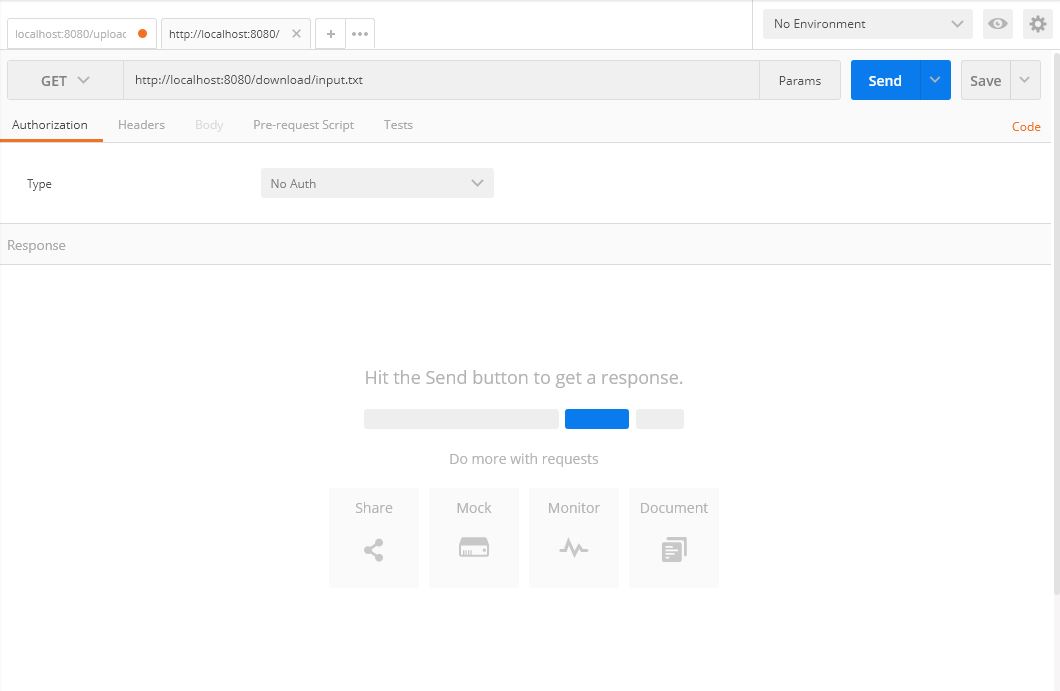 localhost:8080/upload
http://localhost:8080/
No Environment
GET
http://localhost:8080/download/input.txt
Params
Send
Save
Authorization
Headers
Body
Pre-request Script
Tests
Code
Type
No Auth
Response
Hit the Send button to get a response.
Do more with requests
Share
Mock
Monitor
Document